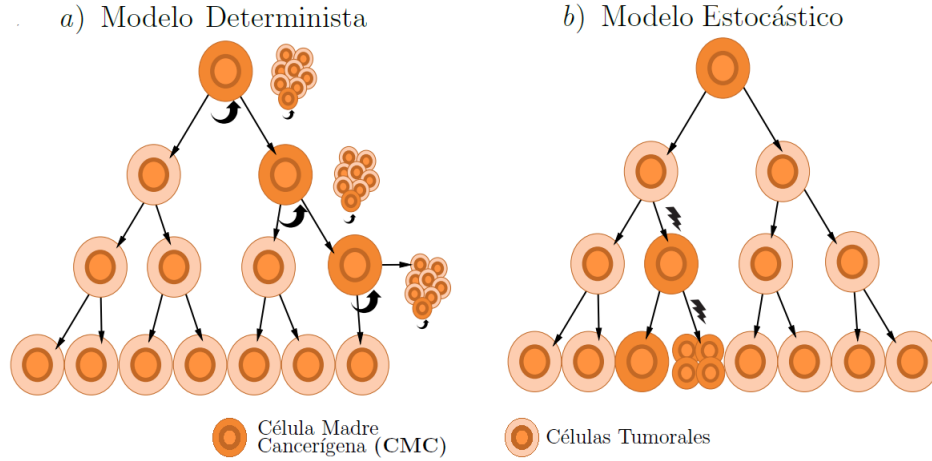 a) Modelo Determinista
b) Modelo Estocástico
Célula Madre
Cancerígena (CMC)
Células Tumorales